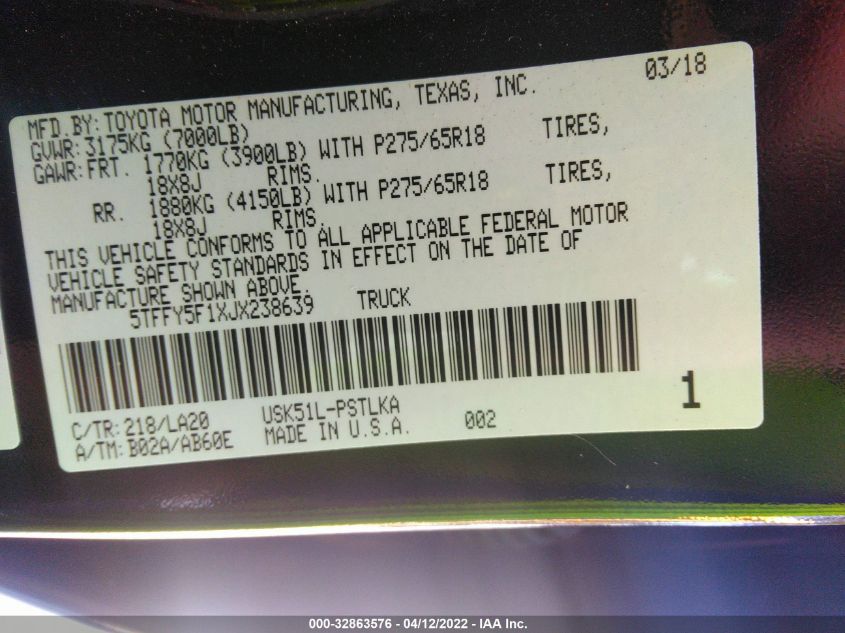 MFD.BY: TOYOTA MOTOR MANUFACTURING, TEXAS, INC. 03/18
GVWR: 3175KG (7000LB)
GAWR: FRT. 1770KG (3900LB) WITH P275/65R18 TIRES,
18X8J RIMS.
RR. 1880KG (4150LB) WITH P275/65R18 TIRES,
18X8J RIMS.
THIS VEHICLE CONFORMS TO ALL APPLICABLE FEDERAL MOTOR
VEHICLE SAFETY STANDARDS IN EFFECT ON THE DATE OF
MANUFACTURE SHOWN ABOVE.
5TFFY5F1XJX238639 TRUCK
C/TR: 218/LA20 USK51L-PSTLKA 002 1
A/TM: B02A/AB60E MADE IN U.S.A.
000-32863576 - 04/12/2022 - IAA Inc.